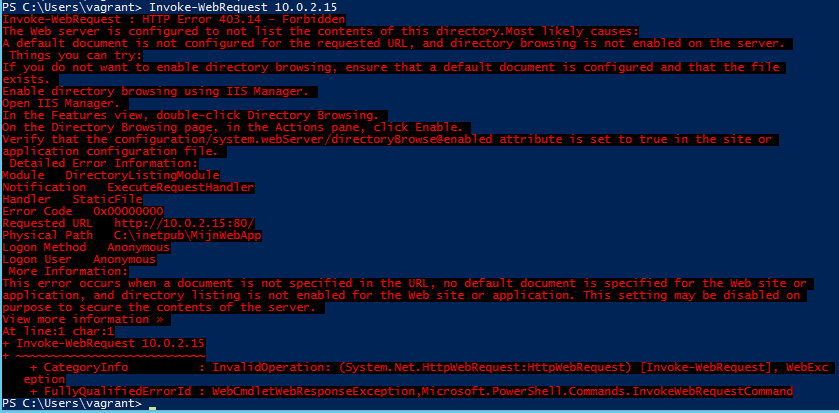 PS C:\Users\vagrant> Invoke-WebRequest 10.0.2.15
Invoke-WebRequest : HTTP Error 403.14 - Forbidden
The Web server is configured to not list the contents of this directory.Most likely causes:
A default document is not configured for the requested URL, and directory browsing is not enabled on the server.
 Things you can try:
If you do not want to enable directory browsing, ensure that a default document is configured and that the file
exists.
Enable directory browsing using IIS Manager.
Open IIS Manager.
In the Features view, double-click Directory Browsing.
On the Directory Browsing page, in the Actions pane, click Enable.
Verify that the configuration/system.webServer/directoryBrowse@enabled attribute is set to true in the site or
application configuration file.
 Detailed Error Information:
Module   DirectoryListingModule
Notification   ExecuteRequestHandler
Handler   StaticFile
Error Code   0x00000000
Requested URL   http://10.0.2.15:80/
Physical Path   C:\inetpub\MijnWebApp
Logon Method   Anonymous
Logon User   Anonymous
 More Information:
This error occurs when a document is not specified in the URL, no default document is specified for the Web site or
application, and directory listing is not enabled for the Web site or application. This setting may be disabled on
purpose to secure the contents of the server.
View more information »
At line:1 char:1
+ Invoke-WebRequest 10.0.2.15
+ ~~~~~~~~~~~~~~~~~~~~~~~~~~~
    + CategoryInfo          : InvalidOperation: (System.Net.HttpWebRequest:HttpWebRequest) [Invoke-WebRequest], WebExc
   eption
    + FullyQualifiedErrorId : WebCmdletWebResponseException,Microsoft.PowerShell.Commands.InvokeWebRequestCommand
PS C:\Users\vagrant> _